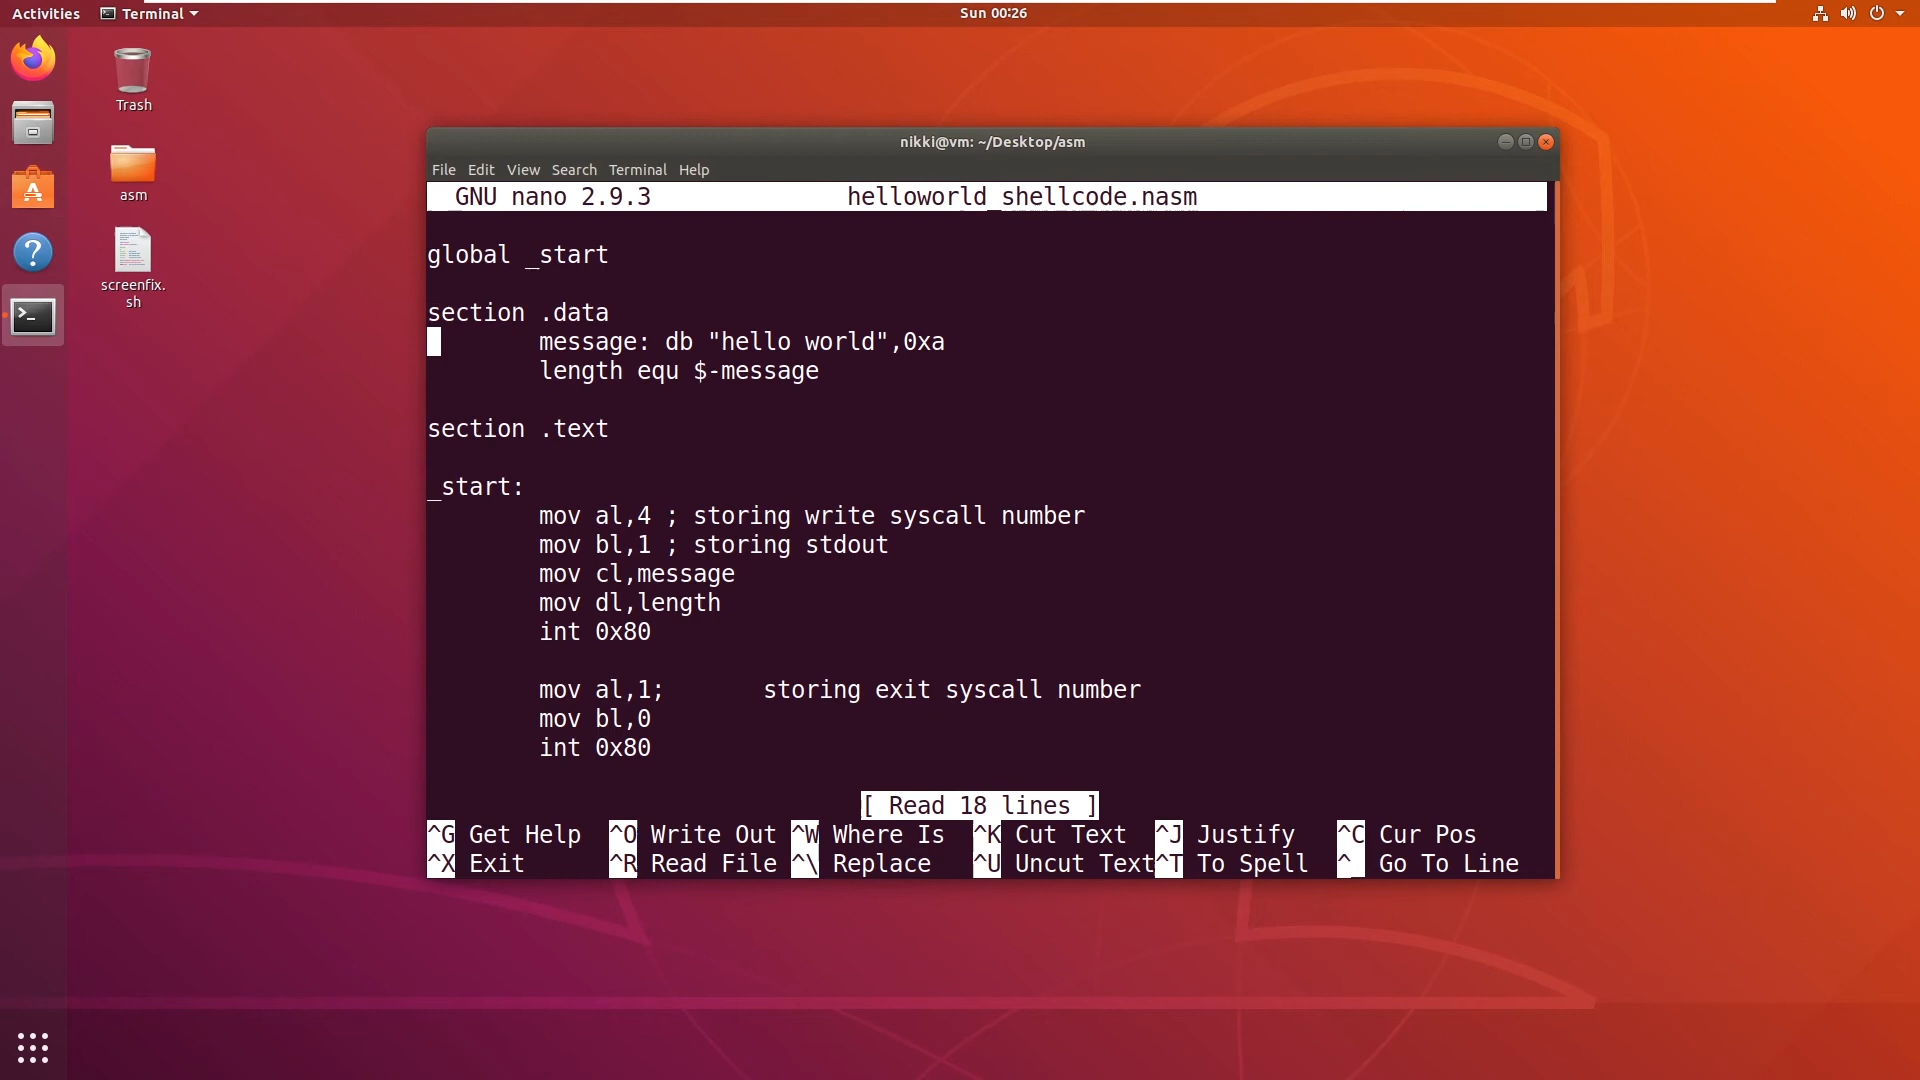 Activities Terminal Sun 00:26
Trash
asm
screenfix.
sh
nikki@vm: ~/Desktop/asm
File Edit View Search Terminal Help
GNU nano 2.9.3 helloworld_shellcode.nasm
global _start
section .data
message: db "hello world",0xa
length equ $-message
section .text
_start:
mov al,4 ; storing write syscall number
mov bl,1 ; storing stdout
mov cl,message
mov dl,length
int 0x80
mov al,1; storing exit syscall number
mov bl,0
int 0x80
[ Read 18 lines ]
^G Get Help ^O Write Out ^W Where Is ^K Cut Text ^J Justify ^C Cur Pos
^X Exit ^R Read File ^\ Replace ^U Uncut Text ^T To Spell ^_ Go To Line